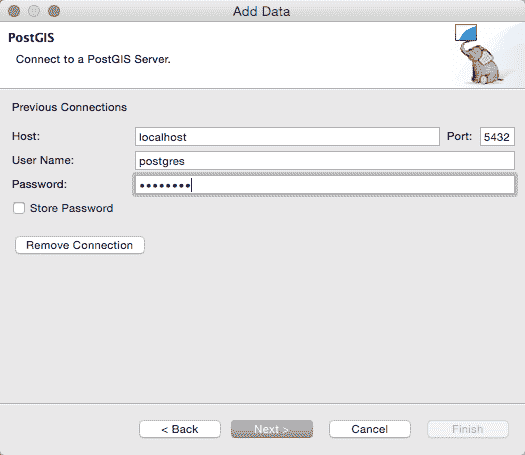 Add Data
PostGIS
Connect to a PostGIS Server.
Previous Connections
Host: localhost Port: 5432
User Name: postgres
Password: ••••••••
Store Password
Remove Connection
< Back Next > Cancel Finish